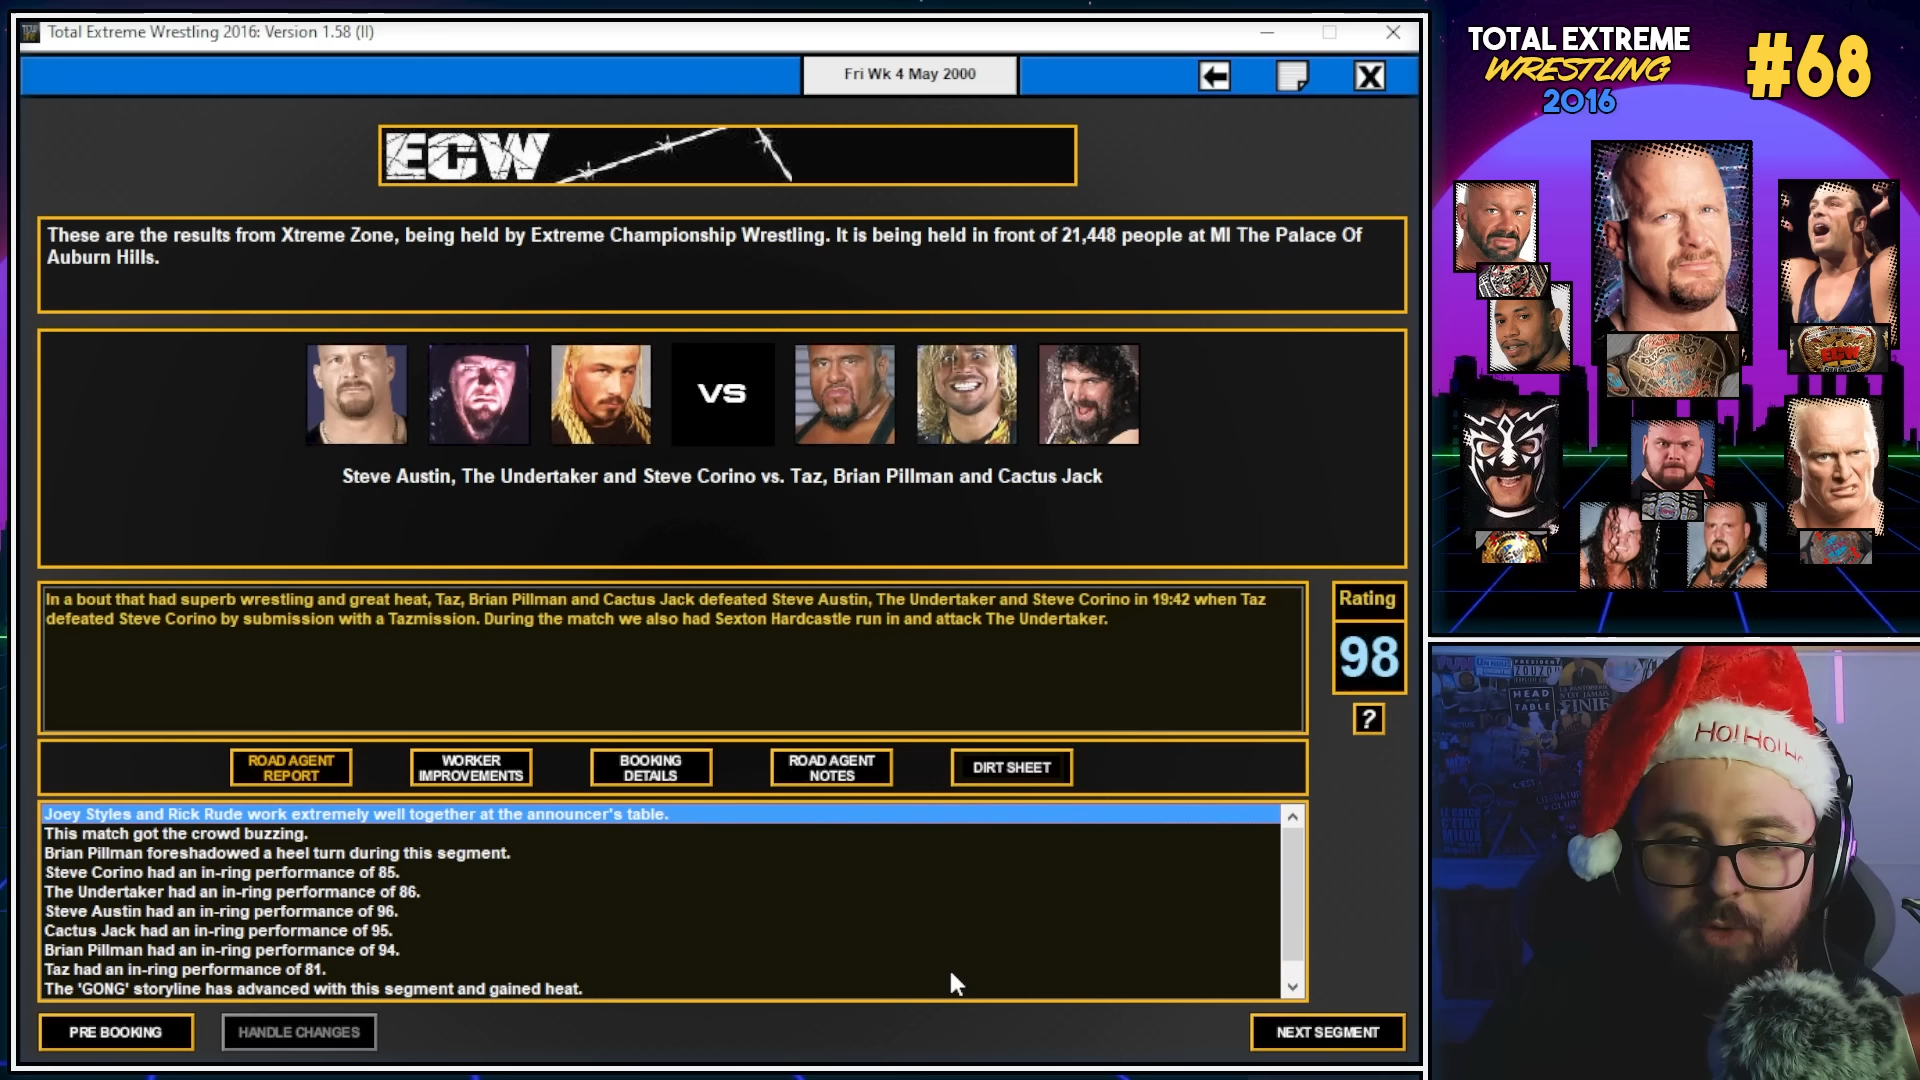 Total Extreme Wrestling 2016: Version 1.58 (II)
Fri Wk 4 May 2000
X
ECW
These are the results from Xtreme Zone, being held by Extreme Championship Wrestling. It is being held in front of 21,448 people at MI The Palace Of
Auburn Hills.
VS
Steve Austin, The Undertaker and Steve Corino vs. Taz, Brian Pillman and Cactus Jack
In a bout that had superb wrestling and great heat, Taz, Brian Pillman and Cactus Jack defeated Steve Austin, The Undertaker and Steve Corino in 19:42 when Taz
defeated Steve Corino by submission with a Tazmission. During the match we also had Sexton Hardcastle run in and attack The Undertaker.
Rating
98
?
ROAD AGENT
REPORT
WORKER
IMPROVEMENTS
BOOKING
DETAILS
ROAD AGENT
NOTES
DIRT SHEET
Joey Styles and Rick Rude work extremely well together at the announcer's table.
This match got the crowd buzzing.
Brian Pillman foreshadowed a heel turn during this segment.
Steve Corino had an in-ring performance of 85.
The Undertaker had an in-ring performance of 86.
Steve Austin had an in-ring performance of 96.
Cactus Jack had an in-ring performance of 95.
Brian Pillman had an in-ring performance of 94.
Taz had an in-ring performance of 81.
The 'GONG' storyline has advanced with this segment and gained heat.
PRE BOOKING
HANDLE CHANGES
NEXT SEGMENT
TOTAL EXTREME
WRESTLING
2016
#68
ECW
HEAD
TABLE
HO! HO! HO